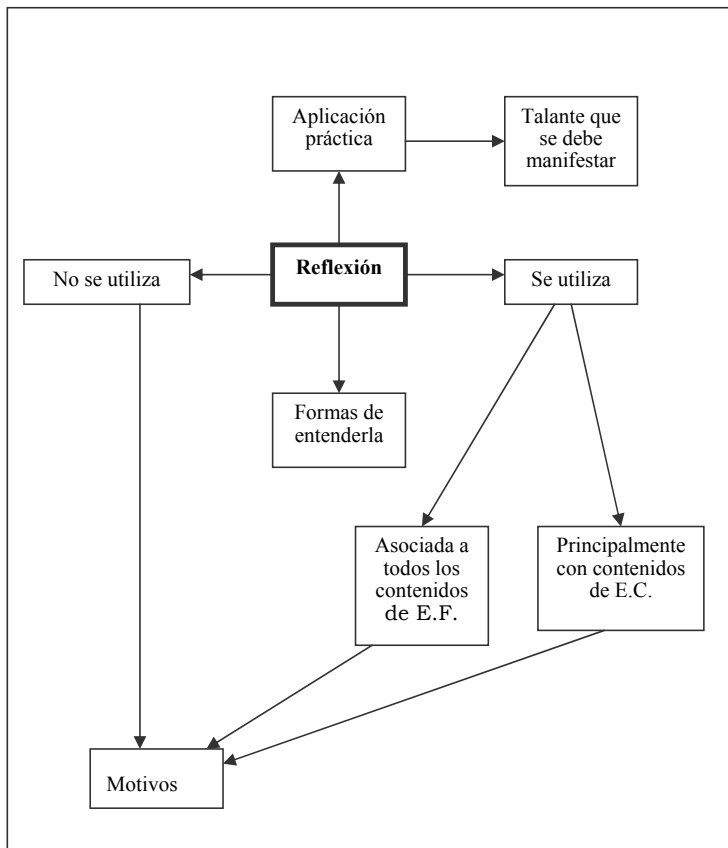 Aplicación
práctica
Talante que
se debe
manifestar
No se utiliza
Reflexión
Se utiliza
Formas de
entenderla
Asociada a
todos los
contenidos
de E.F.
Principalmente
con contenidos
de E.C.
Motivos